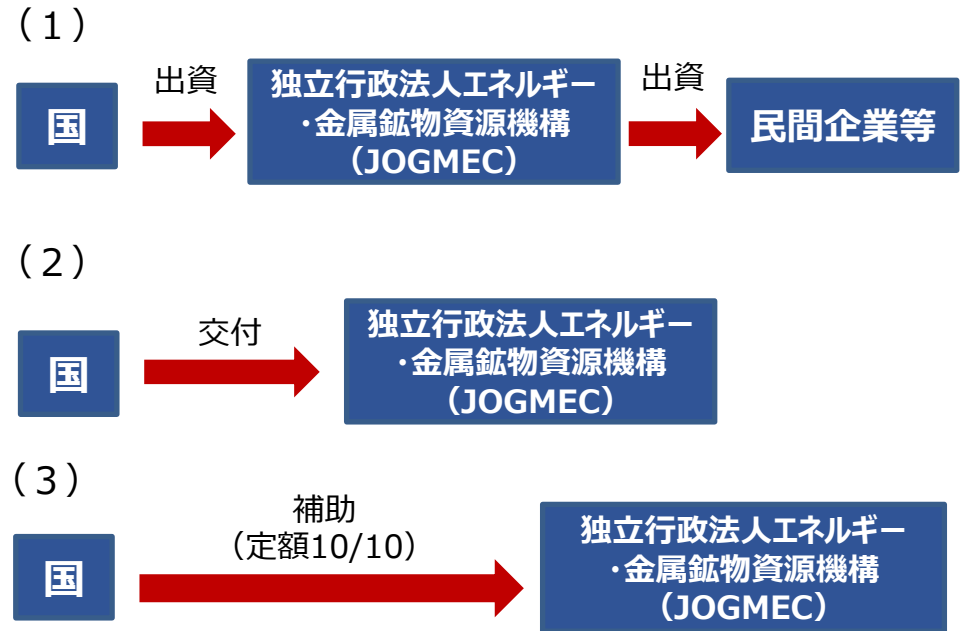 （１）
国
出資
独立行政法人エネルギー
・金属鉱物資源機構
（JOGMEC）
出資
民間企業等
（２）
国
交付
独立行政法人エネルギー
・金属鉱物資源機構
（JOGMEC）
（３）
国
補助
（定額10/10）
独立行政法人エネルギー
・金属鉱物資源機構
（JOGMEC）